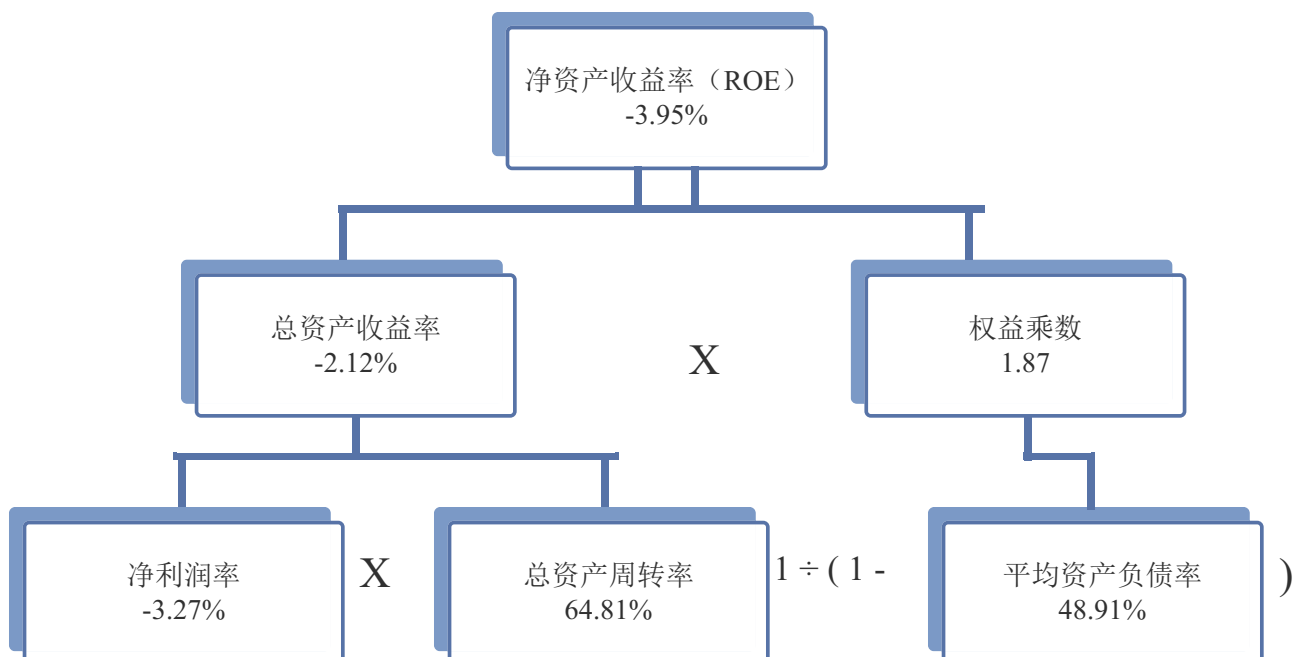 净资产收益率（ROE）
-3.95%
总资产收益率
-2.12%
X
权益乘数
1.87
净利润率
-3.27%
X
总资产周转率
64.81%
1 ÷ ( 1 -
平均资产负债率
48.91%
)